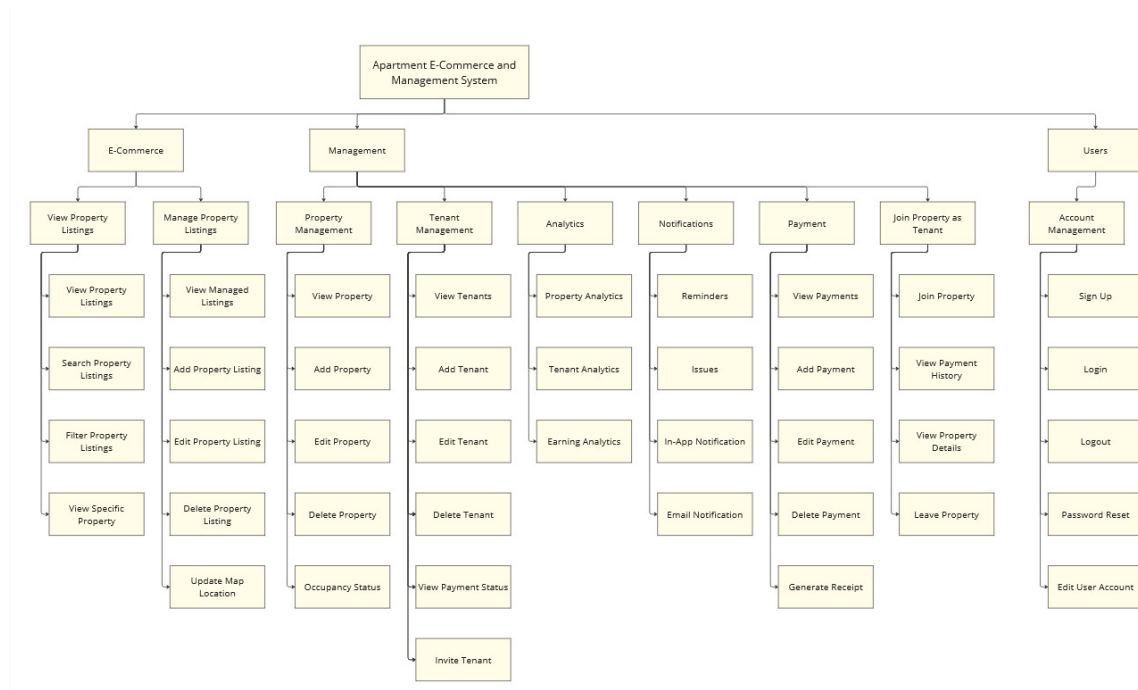 Apartment E-Commerce and
Management System
E-Commerce
Management
Users
View Property
Listings
Manage Property
Listings
Property
Management
Tenant
Management
Analytics
Notifications
Payment
Join Property as
Tenant
Account
Management
View Property
Listings
View Managed
Listings
View Property
View Tenants
Property Analytics
Reminders
View Payments
Join Property
Sign Up
Search Property
Listings
Add Property Listing
Add Property
Add Tenant
Tenant Analytics
Issues
Add Payment
View Payment
History
Login
Filter Property
Listings
Edit Property Listing
Edit Property
Edit Tenant
Earning Analytics
In-App Notification
Edit Payment
View Property
Details
Logout
View Specific
Property
Delete Property
Listing
Delete Property
Delete Tenant
Email Notification
Delete Payment
Leave Property
Password Reset
Update Map
Location
Occupancy Status
View Payment Status
Generate Receipt
Edit User Account
Invite Tenant